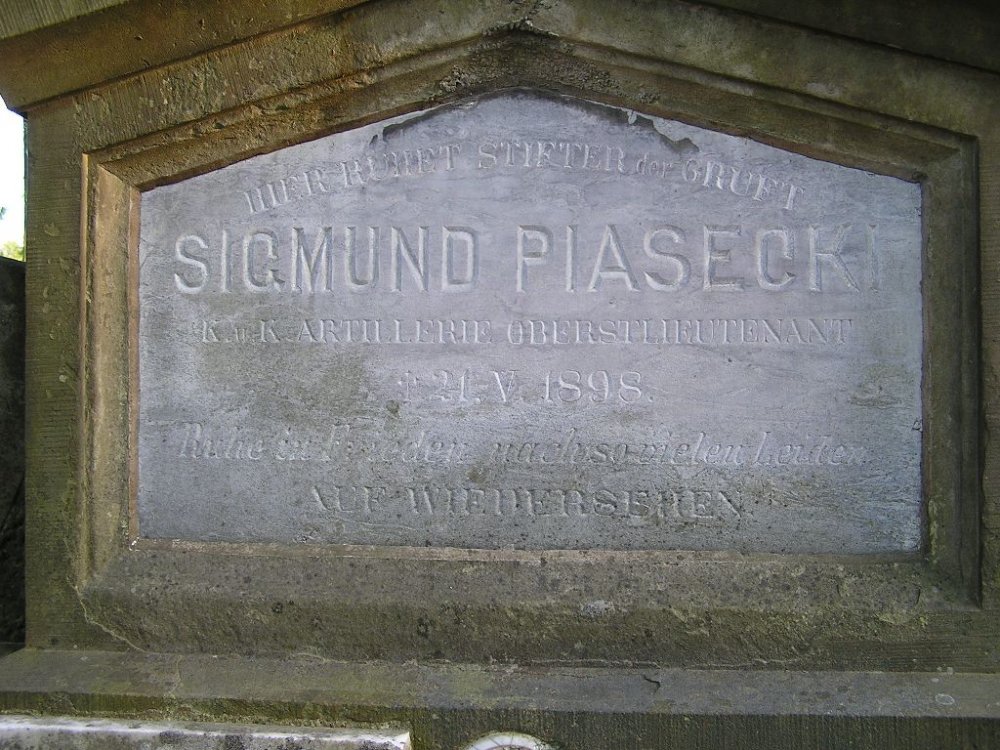 HIER RUHET STIFTER der GRUFT
SIGMUND PIASECKI
K. u. K. ARTILLERIE OBERSTLIEUTENANT
† 21. V. 1898.
Ruhe in Frieden nach so vielen Leiden
AUF WIEDERSEHEN